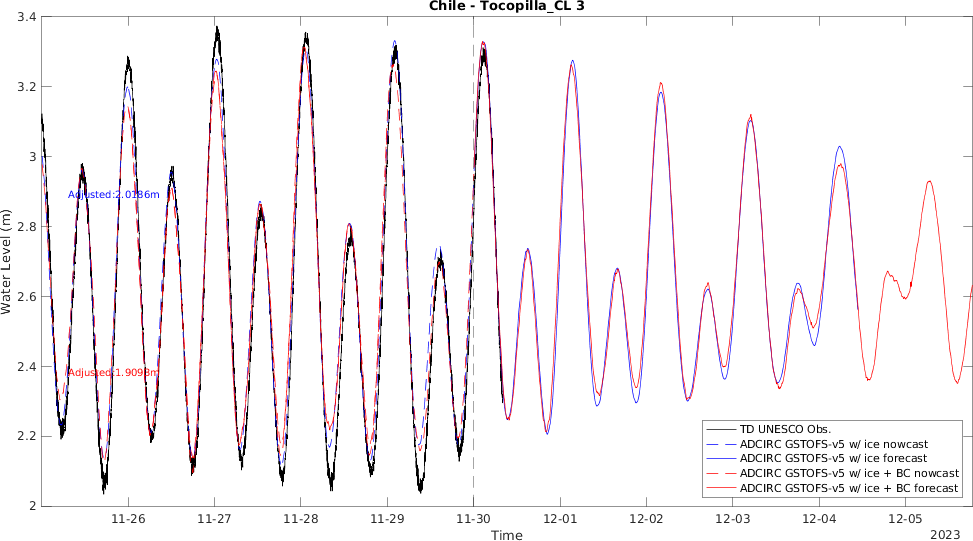 Chile - Tocopilla_CL 3
3.4
3.2
3
2.8
2.6
2.4
2.2
2
Water Level (m)
Adjusted:2.0136m
Adjusted:1.9093m
11-26
11-27
11-28
11-29
11-30
12-01
12-02
12-03
12-04
12-05
Time
2023
TD UNESCO Obs.
ADCIRC GSTOFS-v5 w/ ice nowcast
ADCIRC GSTOFS-v5 w/ ice forecast
ADCIRC GSTOFS-v5 w/ ice + BC nowcast
ADCIRC GSTOFS-v5 w/ ice + BC forecast